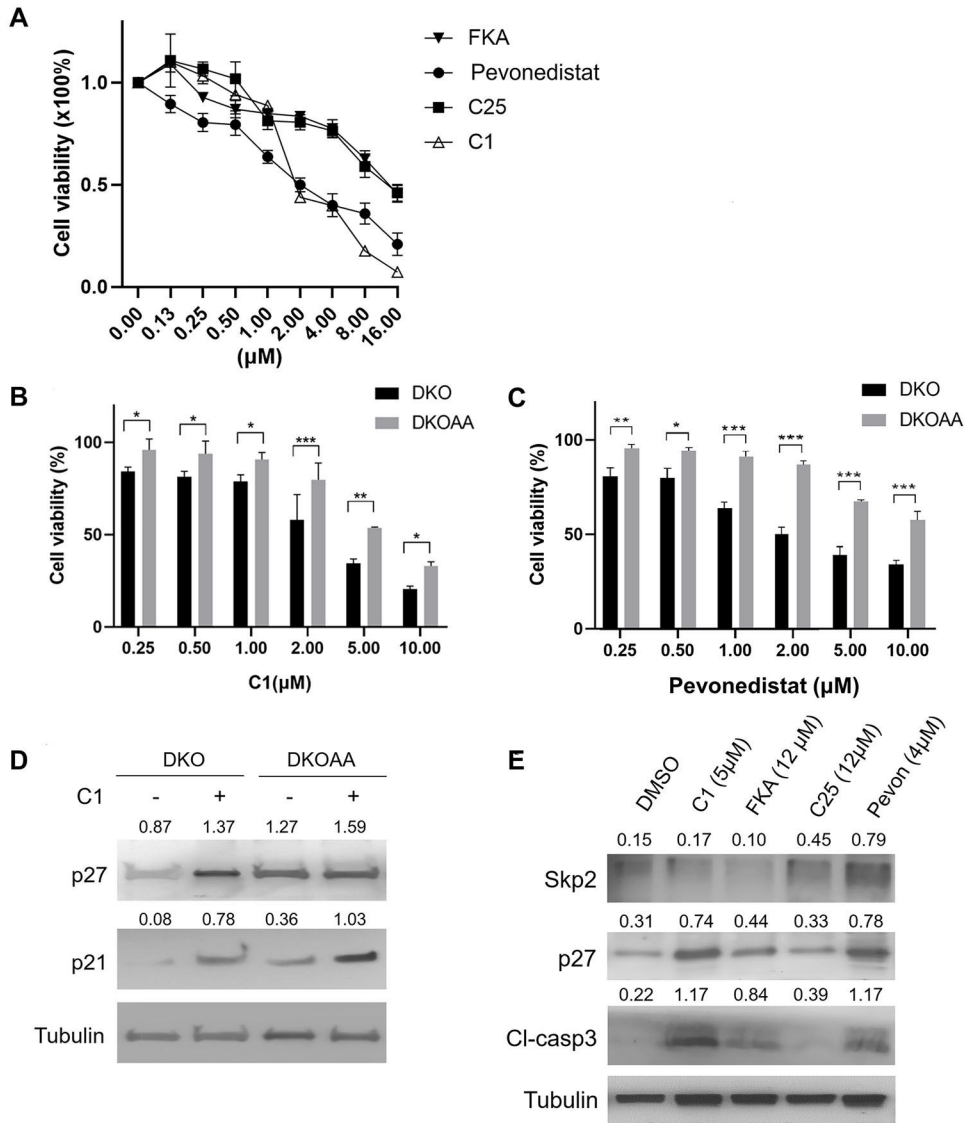 A
Cell viability (x100%)
1.0
0.5
0.0
0.00 0.13 0.25 0.50 1.00 2.00 4.00 8.00 16.00
(µM)
FKA
Pevonedistat
C25
C1
B
DKO
DKOAA
Cell viability (%)
100
50
0
* * * *** ** *
0.25 0.50 1.00 2.00 5.00 10.00
C1(µM)
C
DKO
DKOAA
Cell viability (%)
100
50
0
** * *** *** *** ***
0.25 0.50 1.00 2.00 5.00 10.00
Pevonedistat (µM)
D
DKO DKOAA
C1 - + - +
0.87 1.37 1.27 1.59
p27
0.08 0.78 0.36 1.03
p21
Tubulin
E
DMSO C1 (5µM) FKA (12 µM) C25 (12µM) Pevon (4µM)
0.15 0.17 0.10 0.45 0.79
Skp2
0.31 0.74 0.44 0.33 0.78
p27
0.22 1.17 0.84 0.39 1.17
Cl-casp3
Tubulin